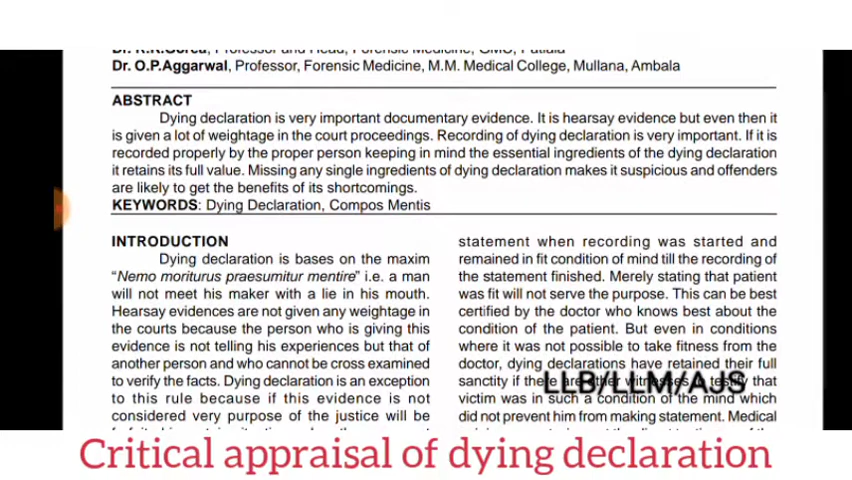 Dr. O.P.Aggarwal, Professor, Forensic Medicine, M.M. Medical College, Mullana, Ambala
ABSTRACT
Dying declaration is very important documentary evidence. It is hearsay evidence but even then it
is given a lot of weightage in the court proceedings. Recording of dying declaration is very important. If it is
recorded properly by the proper person keeping in mind the essential ingredients of the dying declaration
it retains its full value. Missing any single ingredients of dying declaration makes it suspicious and offenders
are likely to get the benefits of its shortcomings.
KEYWORDS: Dying Declaration, Compos Mentis
INTRODUCTION
Dying declaration is bases on the maxim
“Nemo moriturus praesumitur mentire” i.e. a man
will not meet his maker with a lie in his mouth.
Hearsay evidences are not given any weightage in
the courts because the person who is giving this
evidence is not telling his experiences but that of
another person and who cannot be cross examined
to verify the facts. Dying declaration is an exception
to this rule because if this evidence is not
considered very purpose of the justice will be
statement when recording was started and
remained in fit condition of mind till the recording of
the statement finished. Merely stating that patient
was fit will not serve the purpose. This can be best
certified by the doctor who knows best about the
condition of the patient. But even in conditions
where it was not possible to take fitness from the
doctor, dying declarations have retained their full
sanctity if there are other witnesses to testify that
victim was in such a condition of the mind which
did not prevent him from making statement. Medical
LLB/LLM/AJS
Critical appraisal of dying declaration